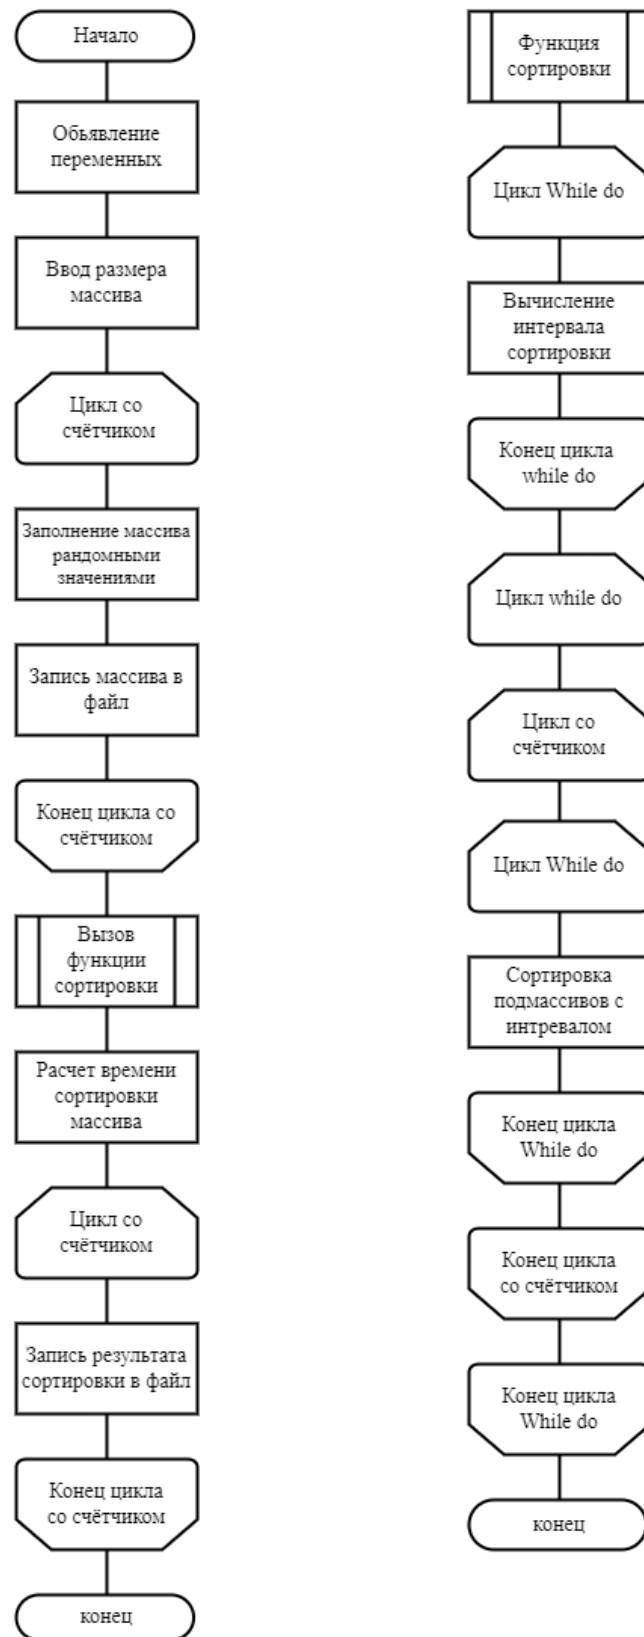 Начало
Обьявление
переменных
Ввод размера
массива
Цикл со
счётчиком
Заполнение массива
рандомными
значениями
Запись массива в
файл
Конец цикла со
счётчиком
Вызов
функции
сортировки
Расчет времени
сортировки
массива
Цикл со
счётчиком
Запись результата
сортировки в файл
Конец цикла
со счётчиком
конец
Функция
сортировки
Цикл While do
Вычисление
интервала
сортировки
Конец цикла
while do
Цикл while do
Цикл со
счётчиком
Цикл While do
Сортировка
подмассивов с
интревалом
Конец цикла
While do
Конец цикла
со счётчиком
Конец цикла
While do
конец